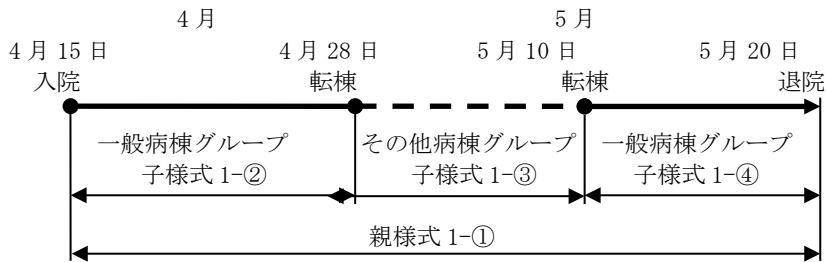 4月 5月
4月15日 4月28日 5月10日 5月20日
入院 転棟 転棟 退院
一般病棟グループ その他病棟グループ 一般病棟グループ
子様式1-② 子様式1-③ 子様式1-④
親様式1-①